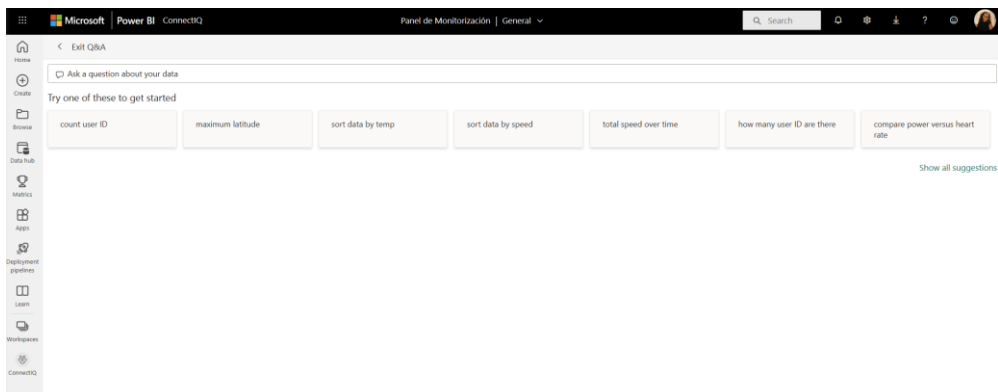 Microsoft Power BI ConnectIQ Panel de Monitorización | General Search
Home
Create
Browse
Data hub
Metrics
Apps
Deployment
pipelines
Learn
Workspaces
ConnectIQ
Exit Q&A
Ask a question about your data
Try one of these to get started
count user ID
maximum latitude
sort data by temp
sort data by speed
total speed over time
how many user ID are there
compare power versus heart
rate
Show all suggestions